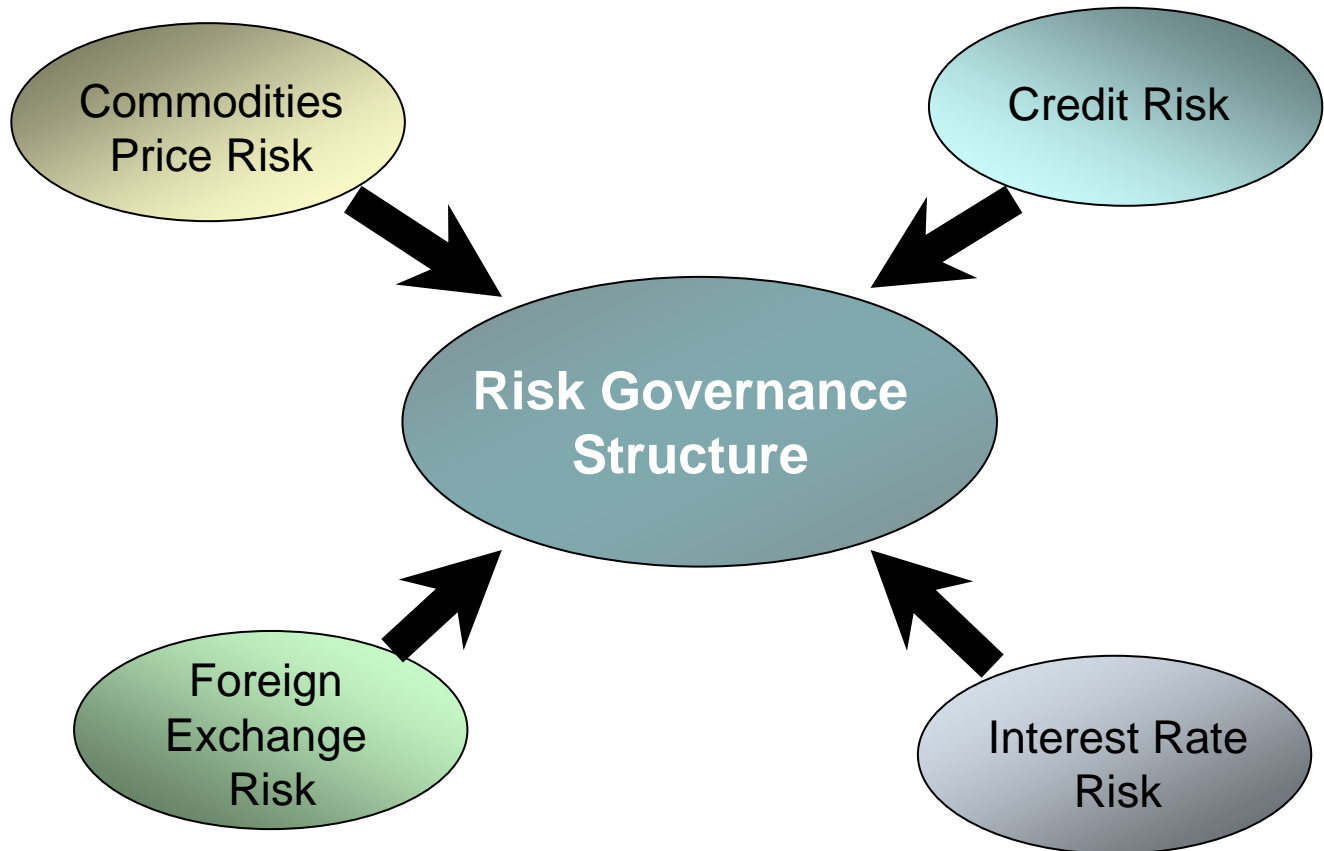 Commodities
Price Risk
Credit Risk
Risk Governance
Structure
Foreign
Exchange
Risk
Interest Rate
Risk